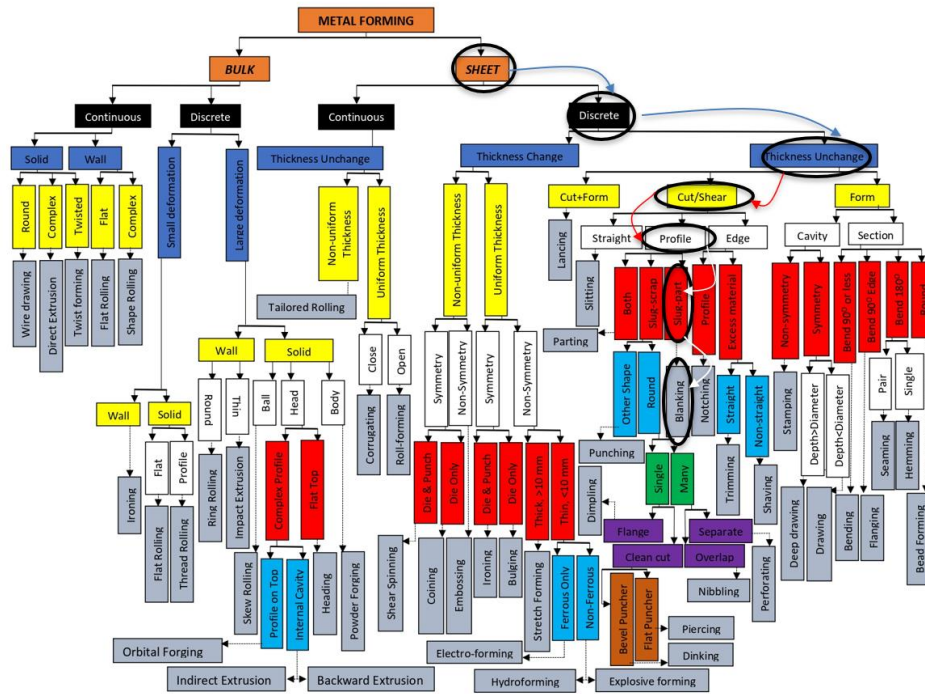 METAL FORMING
BULK
SHEET
Continuous
Discrete
Continuous
Discrete
Solid
Wall
Small deformation
Large deformation
Thickness Unchange
Thickness Change
Thickness Unchange
Round
Complex
Twisted
Flat
Complex
Non-uniform Thickness
Uniform Thickness
Non-uniform Thickness
Uniform Thickness
Cut+Form
Cut/Shear
Form
Straight
Profile
Edge
Cavity
Section
Wire drawing
Direct Extrusion
Twist forming
Flat Rolling
Shape Rolling
Tailored Rolling
Lancing
Slitting
Both
Slug-scrap
Slug-part
Profile
Excess material
Non-symmetry
Symmetry
Bend 90° or less
Bend 90° Edge
Bend 180°
Parting
Wall
Solid
Close
Open
Symmetry
Non-Symmetry
Symmetry
Non-Symmetry
Other Shape
Round
Blanking
Notching
Straight
Non-straight
Stamping
Depth>Diameter
Depth<Diameter
Pair
Single
Round
Thin
Ball
Head
Body
Wall
Solid
Corrugating
Roll-forming
Punching
Seaming
Hemming
Ironing
Flat
Profile
Ring Rolling
Impact Extrusion
Complex Profile
Flat Top
Die & Punch
Die Only
Die & Punch
Die Only
Thick >10 mm
Thin, <10 mm
Dimpling
Single
Many
Trimming
Shaving
Deep drawing
Drawing
Bending
Flanging
Bead Forming
Flat Rolling
Thread Rolling
Skew Rolling
Profile on Top
Internal Cavity
Heading
Powder Forging
Shear Spinning
Coining
Embossing
Ironing
Bulging
Stretch Forming
Ferrous Only
Non-Ferrous
Flange
Separate
Clean cut
Overlap
Nibbling
Perforating
Bevel Puncher
Flat Puncher
Piercing
Dinking
Orbital Forging
Indirect Extrusion
Backward Extrusion
Electro-forming
Hydroforming
Explosive forming